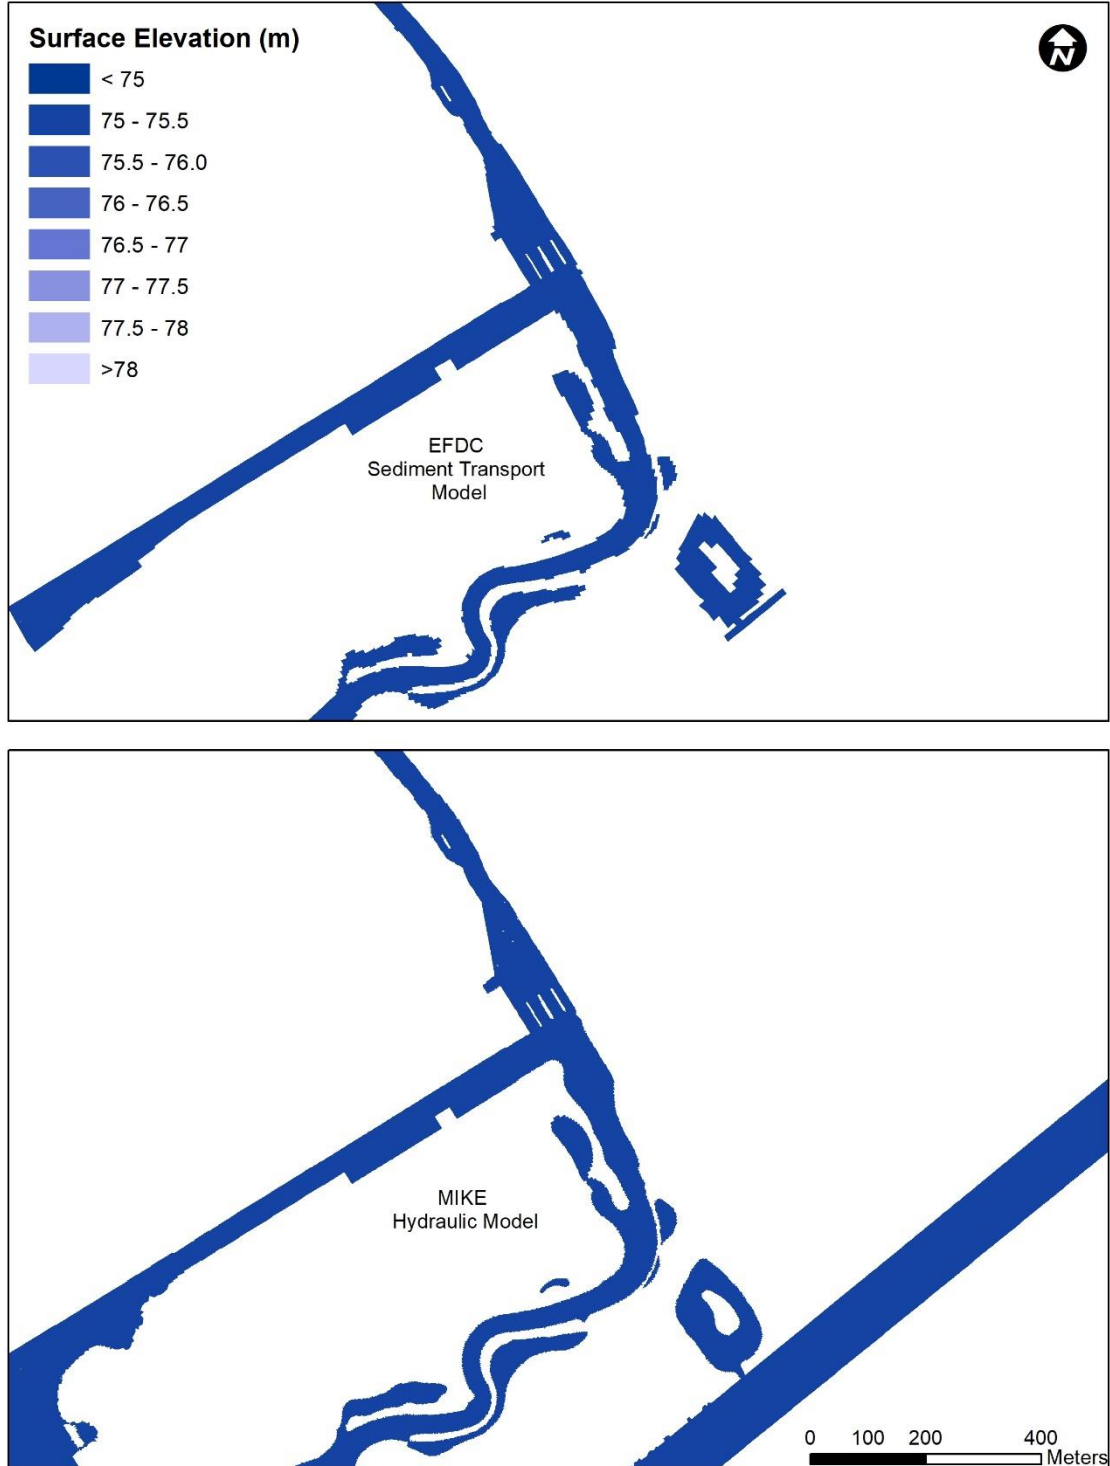 Surface Elevation (m)
< 75
75 - 75.5
75.5 - 76.0
76 - 76.5
76.5 - 77
77 - 77.5
77.5 - 78
>78
N
EFDC
Sediment Transport
Model
MIKE
Hydraulic Model
0 100 200 400
Meters